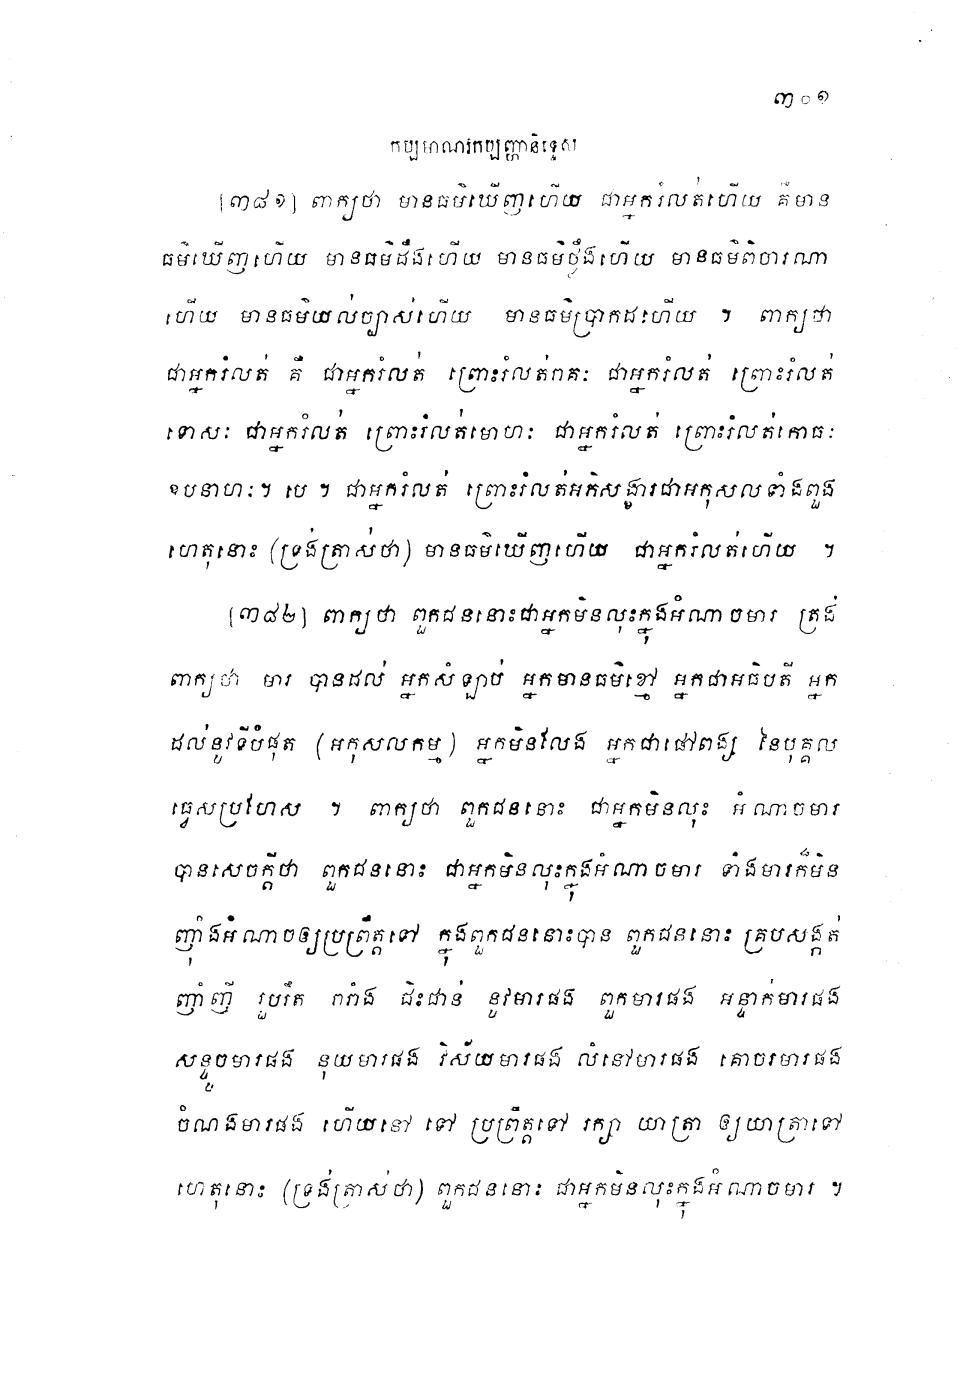 ៣០១
កប្បមាណវកប្បញ្ហានិទ្ទេស
[៣៨១] ពាក្យថា មានធម៌ឃើញហើយ ជាអ្នករំលត់ហើយ គឺមាន
ធម៌ឃើញហើយ មានធម៌ដឹងហើយ មានធម៌ថ្លឹងហើយ មានធម៌ពិចារណា
ហើយ មានធម៌យល់ច្បាស់ហើយ មានធម៌ប្រាកដហើយ ។ ពាក្យថា
ជាអ្នករំលត់ គឺ ជាអ្នករំលត់ ព្រោះរំលត់រាគៈ ជាអ្នករំលត់ ព្រោះរំលត់
ទោសៈ ជាអ្នករំលត់ ព្រោះរំលត់មោហៈ ជាអ្នករំលត់ ព្រោះរំលត់កោធៈ
ឧបនាហៈ។ បេ ។ ជាអ្នករំលត់ ព្រោះរំលត់អភិសង្ខារជាអកុសលទាំងពួង
ហេតុនោះ (ទ្រង់ត្រាស់ថា) មានធម៌ឃើញហើយ ជាអ្នករំលត់ហើយ ។
[៣៨២] ពាក្យថា ពួកជននោះជាអ្នកមិនលុះក្នុងអំណាចមារ ត្រង់
ពាក្យថា មារ បានដល់ អ្នកសំឡាប់ អ្នកមានធម៌ខ្មៅ អ្នកជាអធិបតី អ្នក
ដល់នូវទីបំផុត (អកុសលកម្ម) អ្នកមិនលែង អ្នកជាផៅពង្ស នៃបុគ្គល
ធ្វេសប្រហែស ។ ពាក្យថា ពួកជននោះ ជាអ្នកមិនលុះ អំណាចមារ
បានសេចក្តីថា ពួកជននោះ ជាអ្នកមិនលុះក្នុងអំណាចមារ ទាំងមារក៏មិន
ញ៉ាំងអំណាចឲ្យប្រព្រឹត្តទៅ ក្នុងពួកជននោះបាន ពួកជននោះ គ្របសង្កត់
ញាំញី រួបរឹត រារាំង ជិះជាន់ នូវមារផង ពួកមារផង អន្ទាក់មារផង
សន្ទូចមារផង នុយមារផង វិស័យមារផង លំនៅមារផង គោចរមារផង
ចំណងមារផង ហើយនៅ ទៅ ប្រព្រឹត្តទៅ រក្សា យាត្រា ឲ្យយាត្រាទៅ
ហេតុនោះ (ទ្រង់ត្រាស់ថា) ពួកជននោះ ជាអ្នកមិនលុះក្នុងអំណាចមារ ។